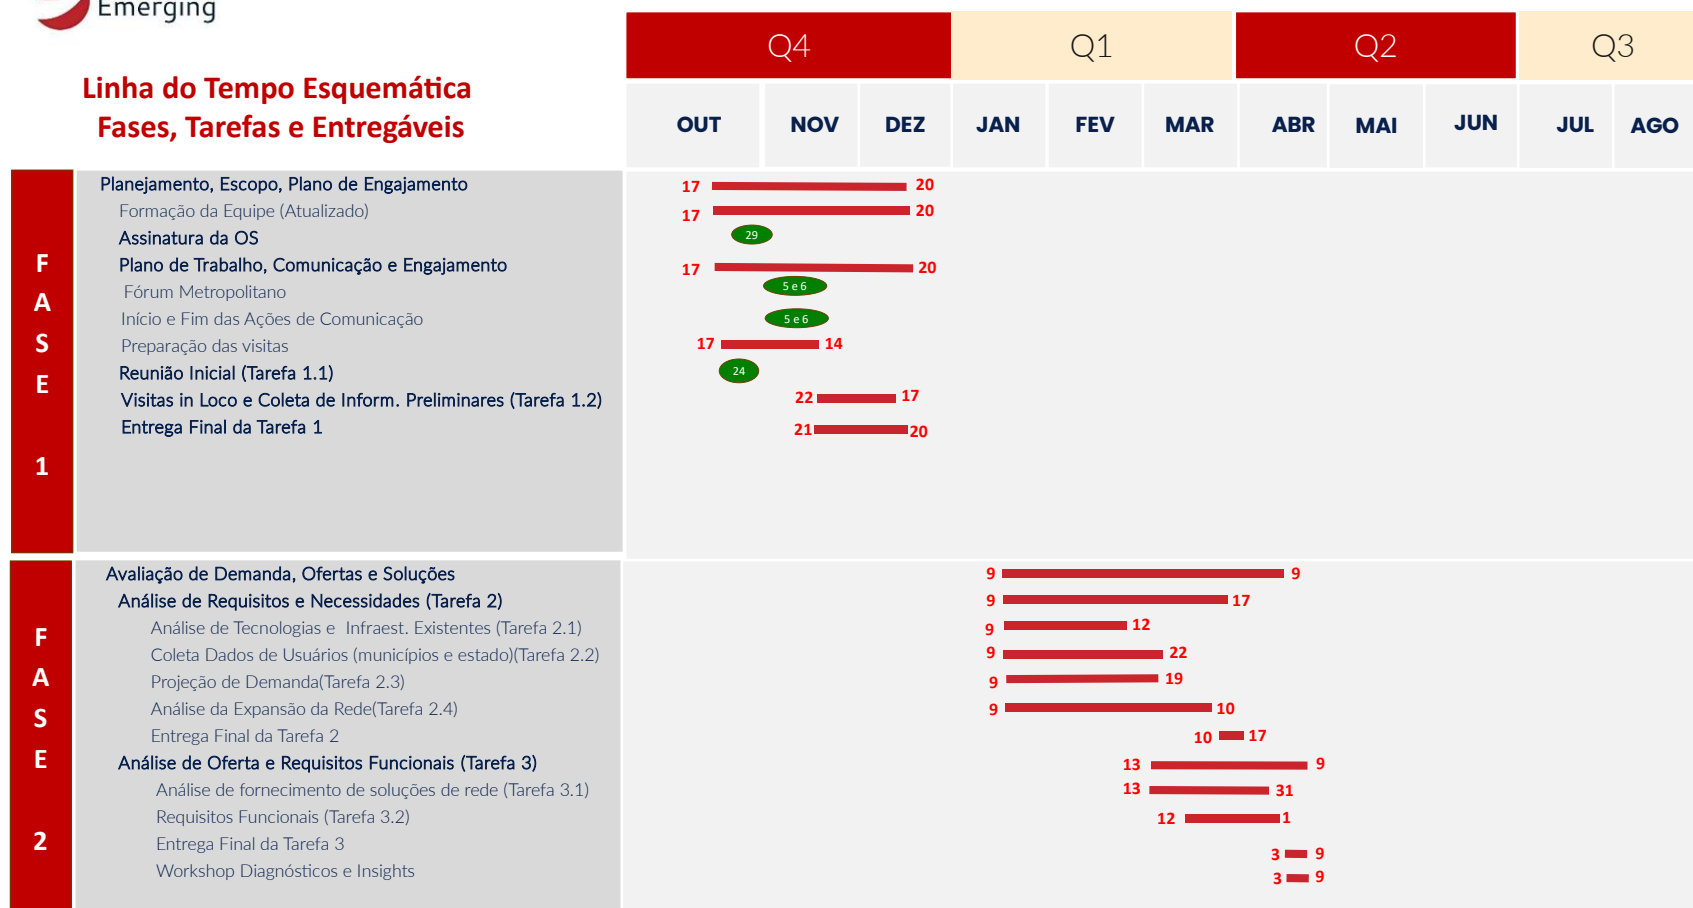 Emerging
Linha do Tempo Esquemática
Fases, Tarefas e Entregáveis
Q4 Q1 Q2 Q3
OUT NOV DEZ JAN FEV MAR ABR MAI JUN JUL AGO
FASE 1
Planejamento, Escopo, Plano de Engajamento 17 20
Formação da Equipe (Atualizado) 17 20
Assinatura da OS 29
Plano de Trabalho, Comunicação e Engajamento 17 20
Fórum Metropolitano 5 e 6
Início e Fim das Ações de Comunicação 5 e 6
Preparação das visitas 17 14
Reunião Inicial (Tarefa 1.1) 24
Visitas in Loco e Coleta de Inform. Preliminares (Tarefa 1.2) 22 17
Entrega Final da Tarefa 1 21 20
FASE 2
Avaliação de Demanda, Ofertas e Soluções 9 9
Análise de Requisitos e Necessidades (Tarefa 2) 9 17
Análise de Tecnologias e Infraest. Existentes (Tarefa 2.1) 9 12
Coleta Dados de Usuários (municípios e estado)(Tarefa 2.2) 9 22
Projeção de Demanda(Tarefa 2.3) 9 19
Análise da Expansão da Rede(Tarefa 2.4) 9 10
Entrega Final da Tarefa 2 10 17
Análise de Oferta e Requisitos Funcionais (Tarefa 3) 13 9
Análise de fornecimento de soluções de rede (Tarefa 3.1) 13 31
Requisitos Funcionais (Tarefa 3.2) 12 1
Entrega Final da Tarefa 3 3 9
Workshop Diagnósticos e Insights 3 9